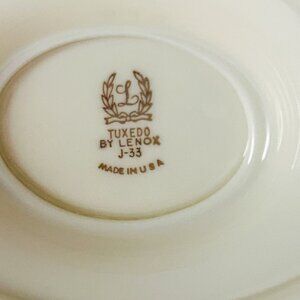 L
TUXEDO
BY LENOX
J-33
MADE IN U S A